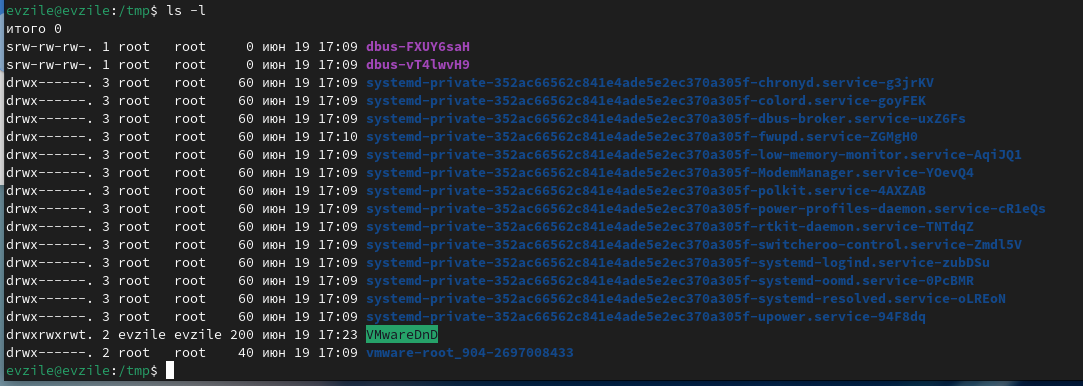 evzile@evzile:/tmp$ ls -l
итого 0
srw-rw-rw-. 1 root   root     0 июн 19 17:09 dbus-FXUY6saH
srw-rw-rw-. 1 root   root     0 июн 19 17:09 dbus-vT4lwvH9
drwx------. 3 root   root    60 июн 19 17:09 systemd-private-352ac66562c841e4ade5e2ec370a305f-chronyd.service-g3jrKV
drwx------. 3 root   root    60 июн 19 17:09 systemd-private-352ac66562c841e4ade5e2ec370a305f-colord.service-goyFEK
drwx------. 3 root   root    60 июн 19 17:09 systemd-private-352ac66562c841e4ade5e2ec370a305f-dbus-broker.service-uxZ6Fs
drwx------. 3 root   root    60 июн 19 17:10 systemd-private-352ac66562c841e4ade5e2ec370a305f-fwupd.service-ZGMgH0
drwx------. 3 root   root    60 июн 19 17:09 systemd-private-352ac66562c841e4ade5e2ec370a305f-low-memory-monitor.service-AqiJQ1
drwx------. 3 root   root    60 июн 19 17:09 systemd-private-352ac66562c841e4ade5e2ec370a305f-ModemManager.service-YOevQ4
drwx------. 3 root   root    60 июн 19 17:09 systemd-private-352ac66562c841e4ade5e2ec370a305f-polkit.service-4AXZAB
drwx------. 3 root   root    60 июн 19 17:09 systemd-private-352ac66562c841e4ade5e2ec370a305f-power-profiles-daemon.service-cR1eQs
drwx------. 3 root   root    60 июн 19 17:09 systemd-private-352ac66562c841e4ade5e2ec370a305f-rtkit-daemon.service-TNTdqZ
drwx------. 3 root   root    60 июн 19 17:09 systemd-private-352ac66562c841e4ade5e2ec370a305f-switcheroo-control.service-Zmdl5V
drwx------. 3 root   root    60 июн 19 17:09 systemd-private-352ac66562c841e4ade5e2ec370a305f-systemd-logind.service-zubDSu
drwx------. 3 root   root    60 июн 19 17:09 systemd-private-352ac66562c841e4ade5e2ec370a305f-systemd-oomd.service-0PcBMR
drwx------. 3 root   root    60 июн 19 17:09 systemd-private-352ac66562c841e4ade5e2ec370a305f-systemd-resolved.service-oLREoN
drwx------. 3 root   root    60 июн 19 17:09 systemd-private-352ac66562c841e4ade5e2ec370a305f-upower.service-94F8dq
drwxrwxrwt. 2 evzile evzile 200 июн 19 17:23 VMwareDnD
drwx------. 2 root   root    40 июн 19 17:09 vmware-root_904-2697008433
evzile@evzile:/tmp$